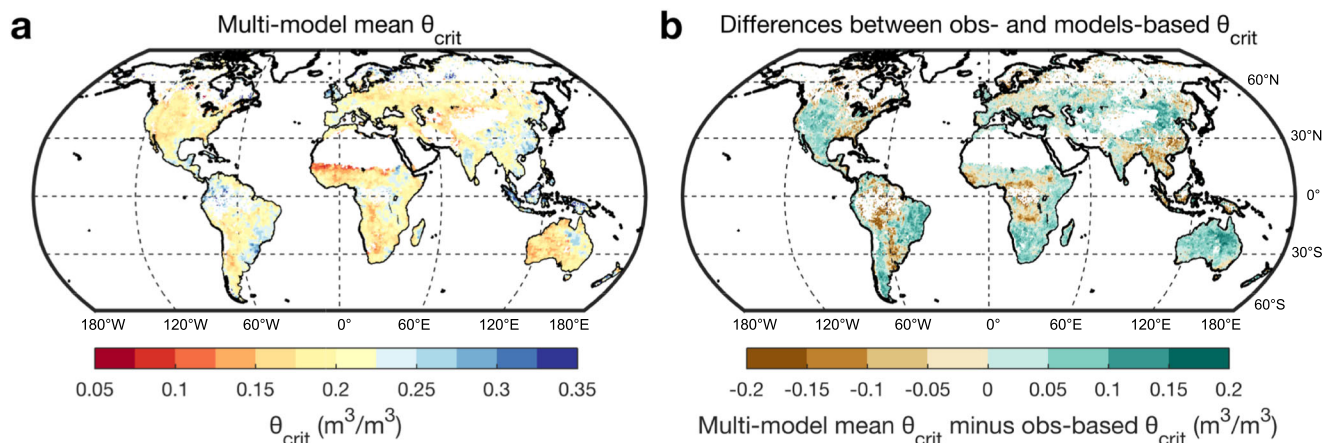 a
Multi-model mean θcrit
180°W 120°W 60°W 0° 60°E 120°E 180°E
0.05 0.1 0.15 0.2 0.25 0.3 0.35
θcrit (m³/m³)
b
Differences between obs- and models-based θcrit
60°N
30°N
0°
30°S
60°S
180°W 120°W 60°W 0° 60°E 120°E 180°E
-0.2 -0.15 -0.1 -0.05 0 0.05 0.1 0.15 0.2
Multi-model mean θcrit minus obs-based θcrit (m³/m³)